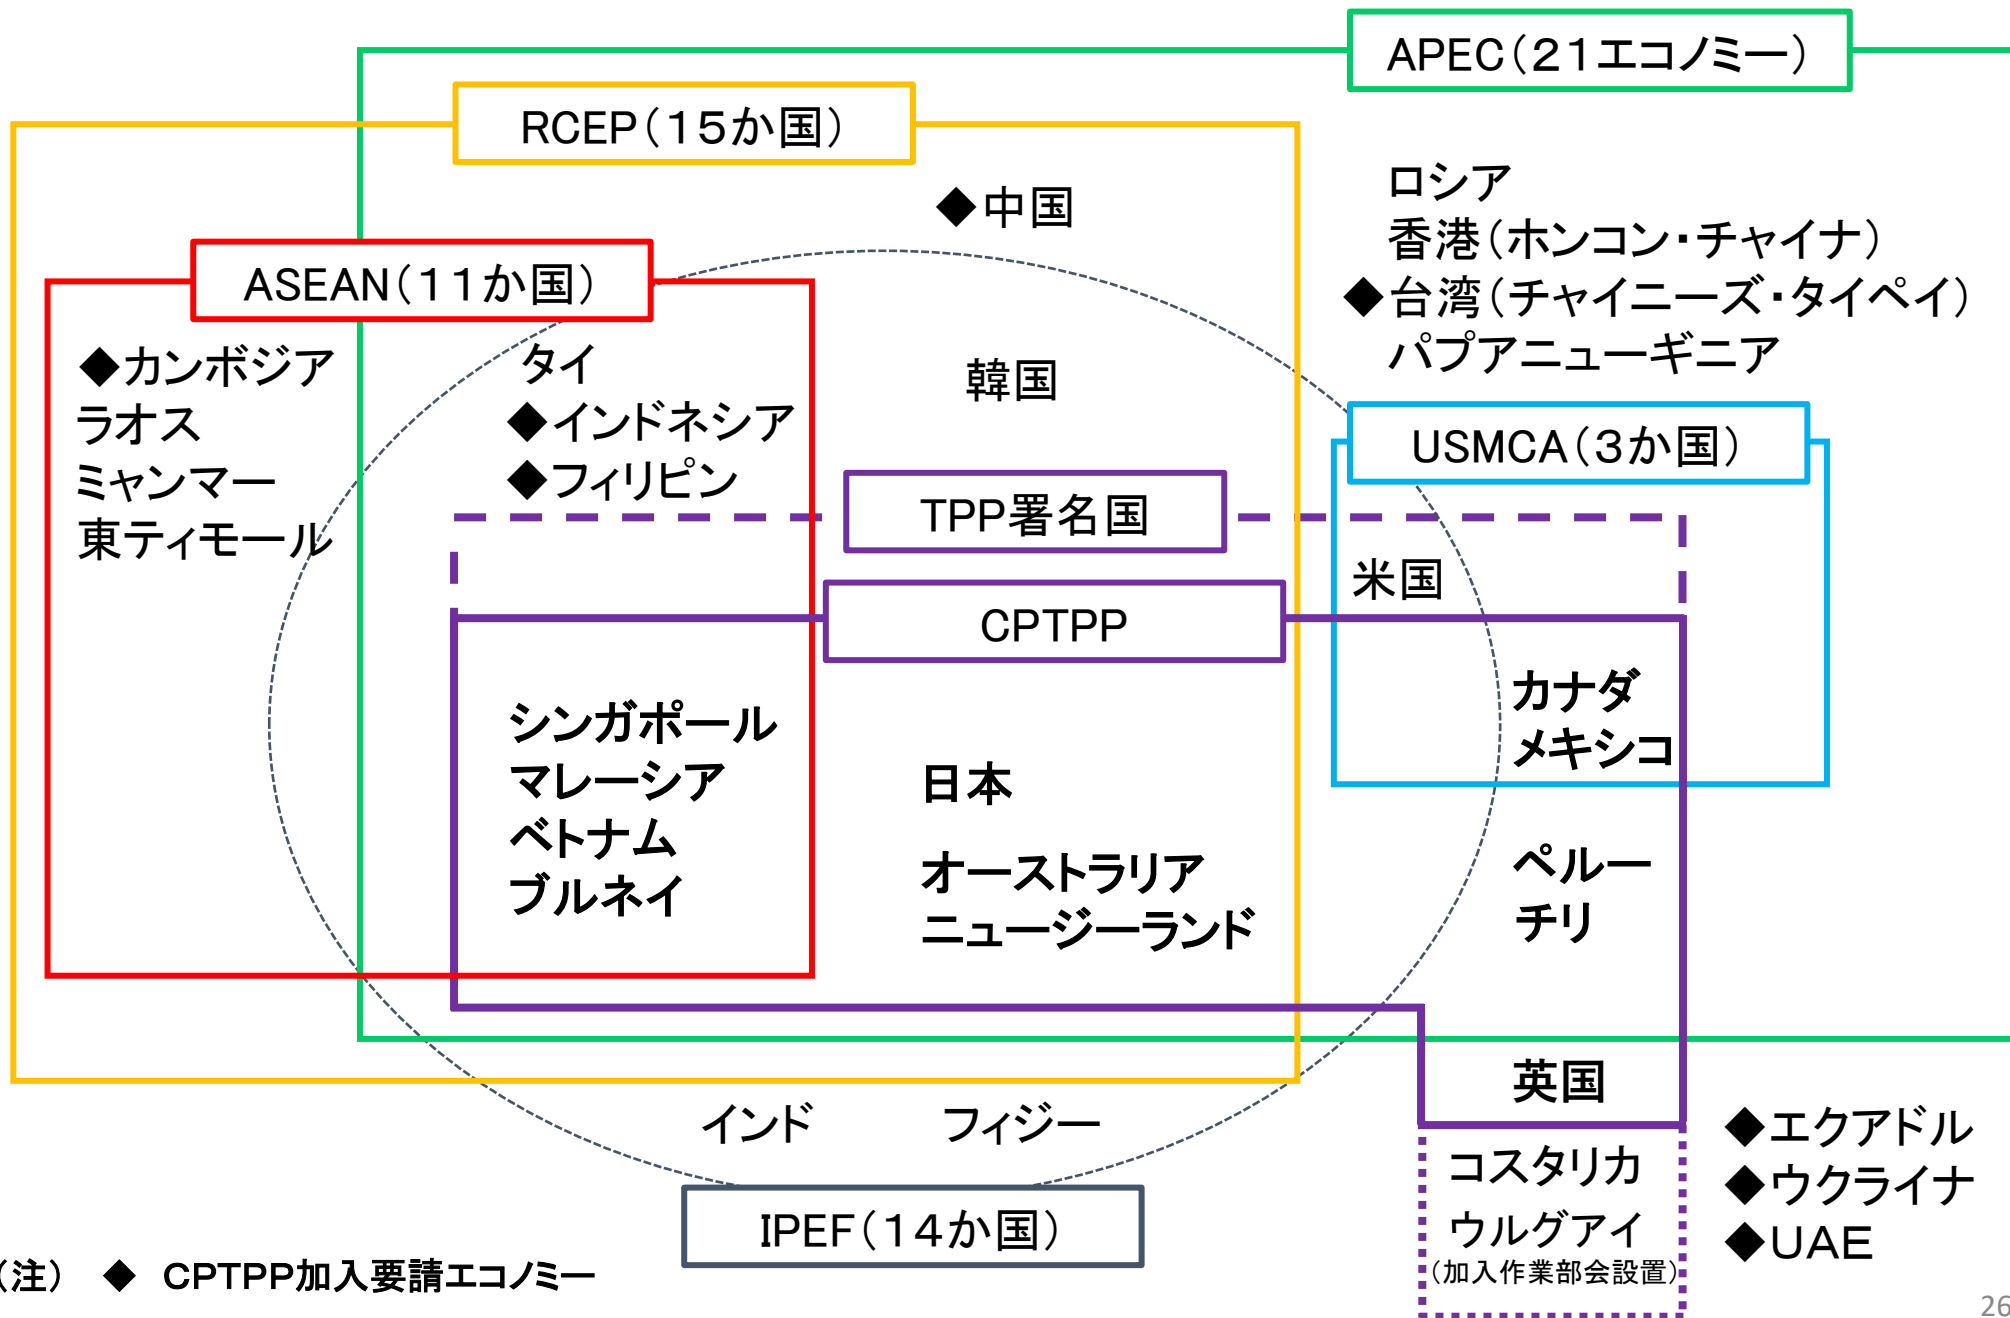 APEC(21エコノミー)
RCEP(15か国)
◆中国
ロシア
香港(ホンコン・チャイナ)
◆台湾(チャイニーズ・タイペイ)
パプアニューギニア
ASEAN(11か国)
◆カンボジア
ラオス
ミャンマー
東ティモール
タイ
◆インドネシア
◆フィリピン
韓国
USMCA(3か国)
TPP署名国
米国
CPTPP
カナダ
メキシコ
シンガポール
マレーシア
ベトナム
ブルネイ
日本
オーストラリア
ニュージーランド
ペルー
チリ
英国
インド
フィジー
コスタリカ
ウルグアイ
(加入作業部会設置)
◆エクアドル
◆ウクライナ
◆UAE
IPEF(14か国)
(注) ◆ CPTPP加入要請エコノミー
26